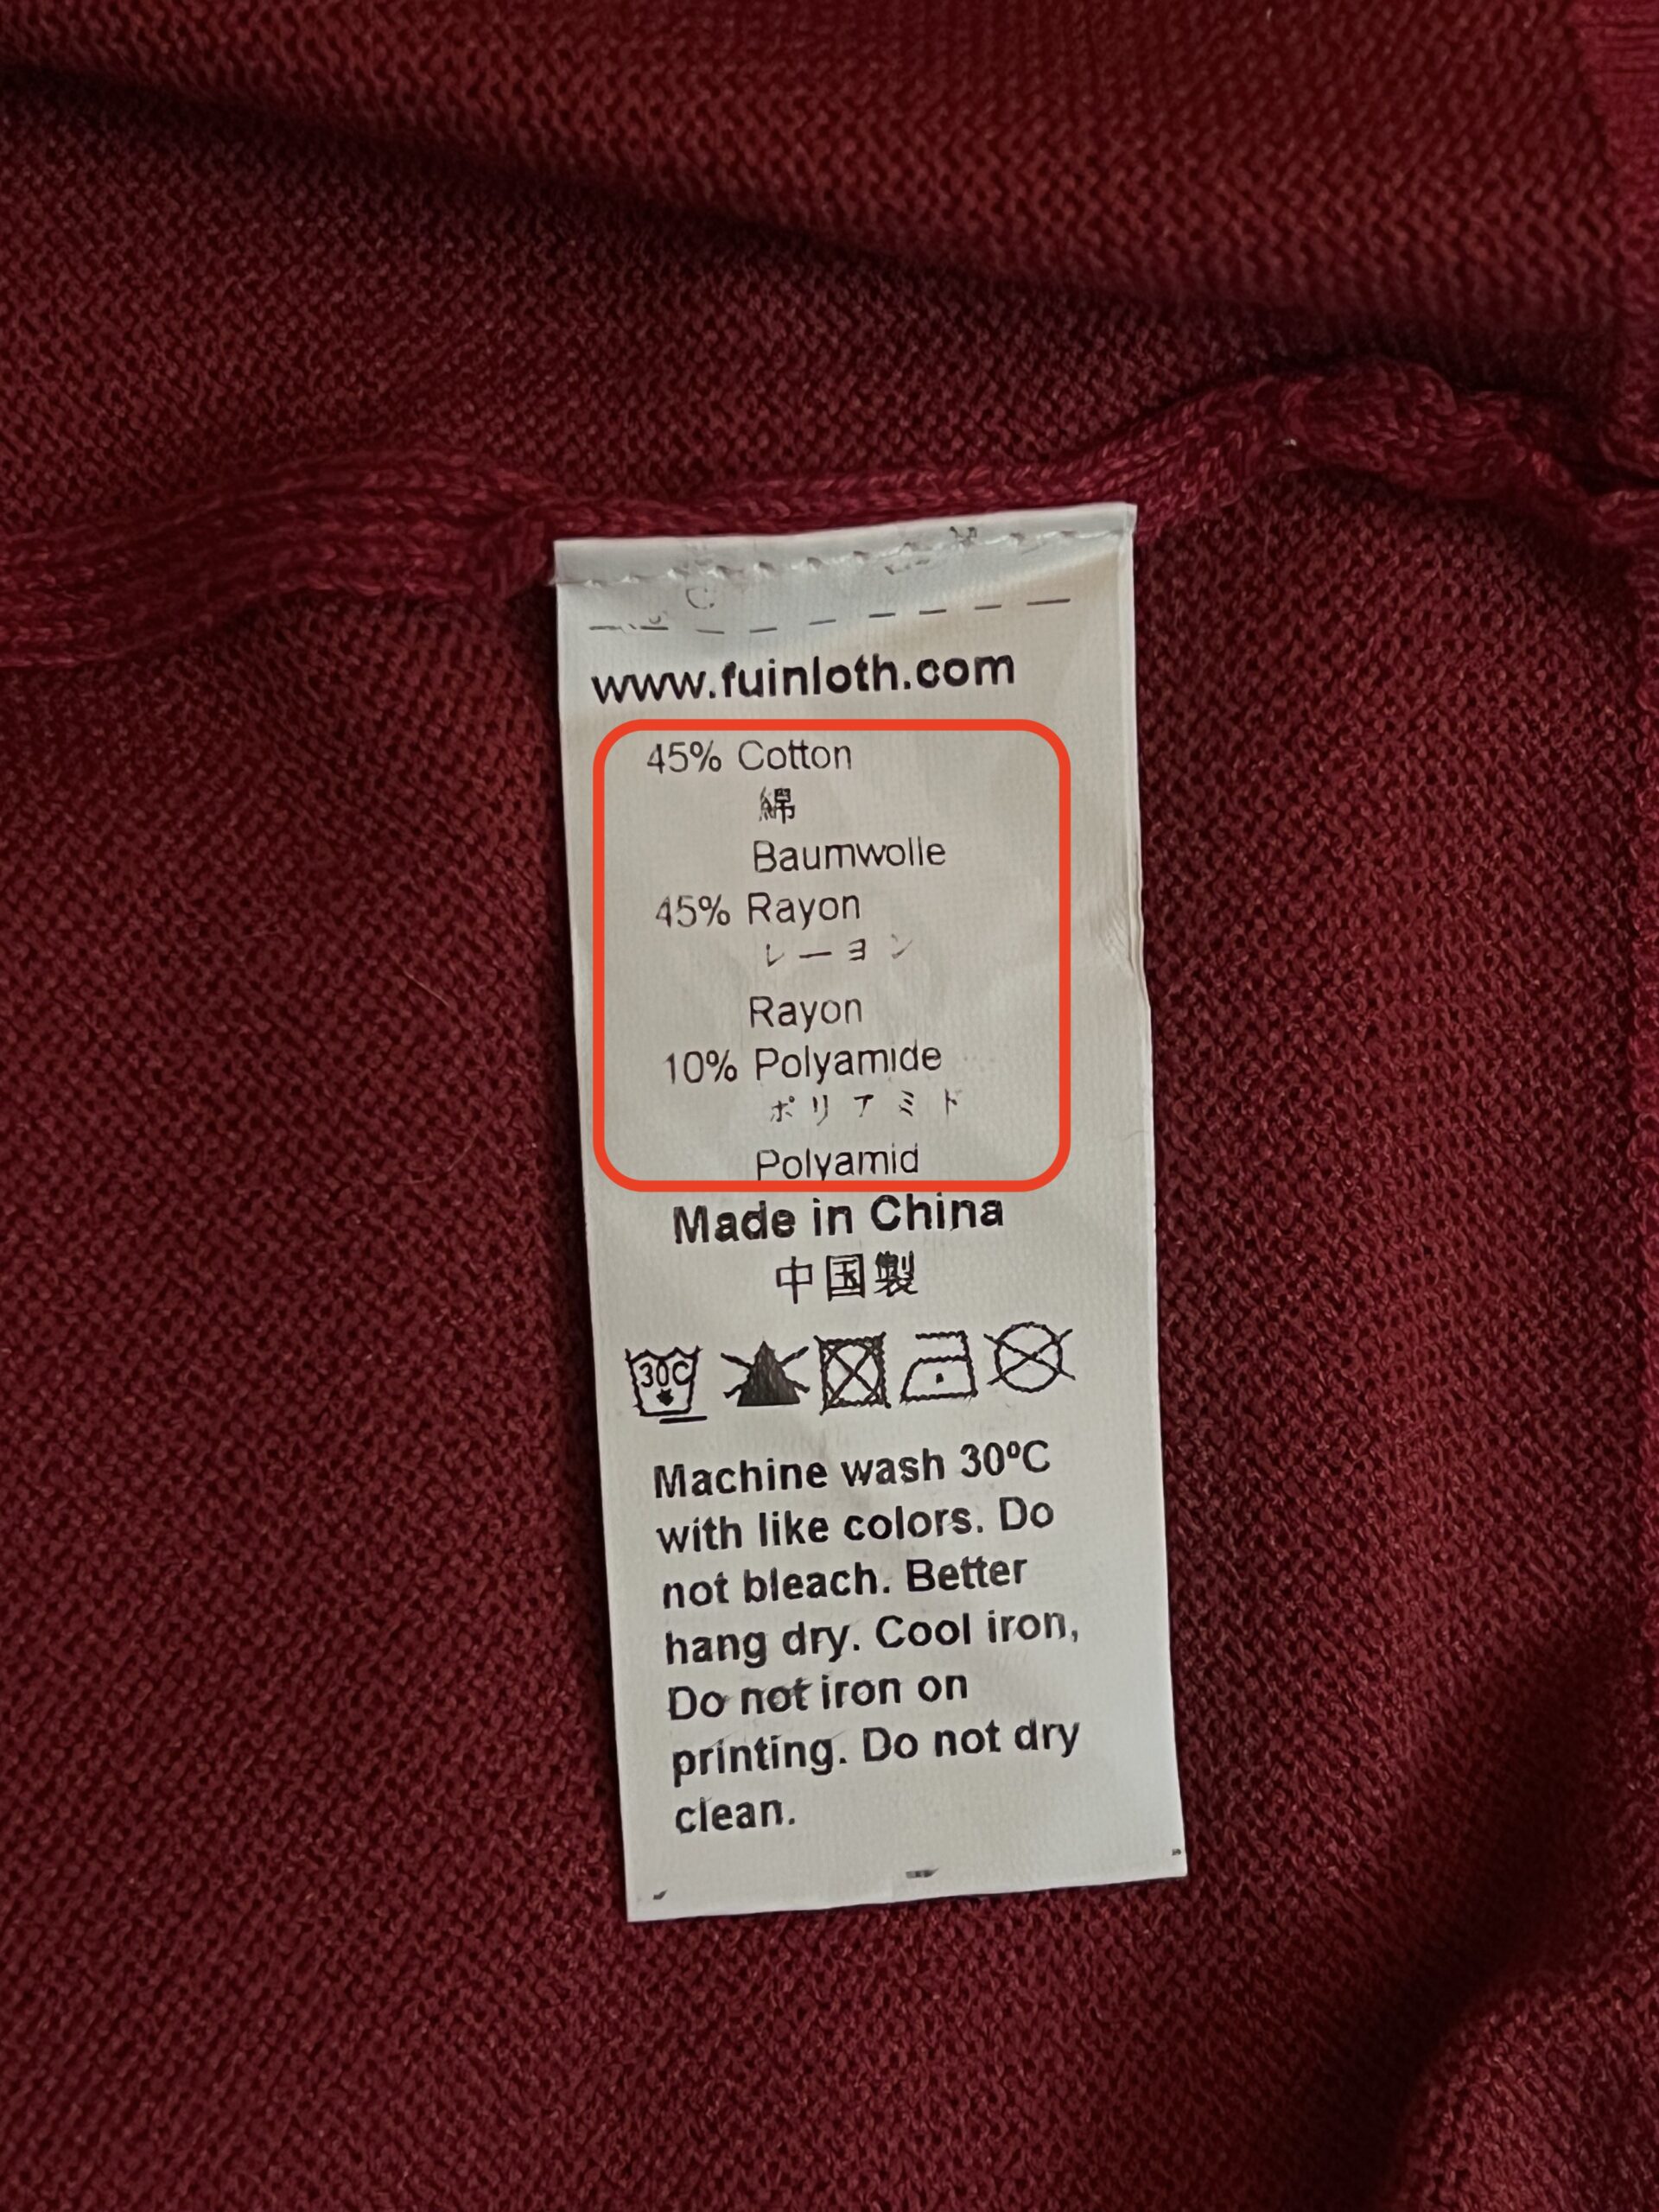 www.fuinloth.com
45% Cotton
綿
Baumwolle
45% Rayon
レーヨン
Rayon
10% Polyamide
ポリアミド
Polyamid
Made in China
中国製
30C
Machine wash 30ºC
with like colors. Do
not bleach. Better
hang dry. Cool iron,
Do not iron on
printing. Do not dry
clean.